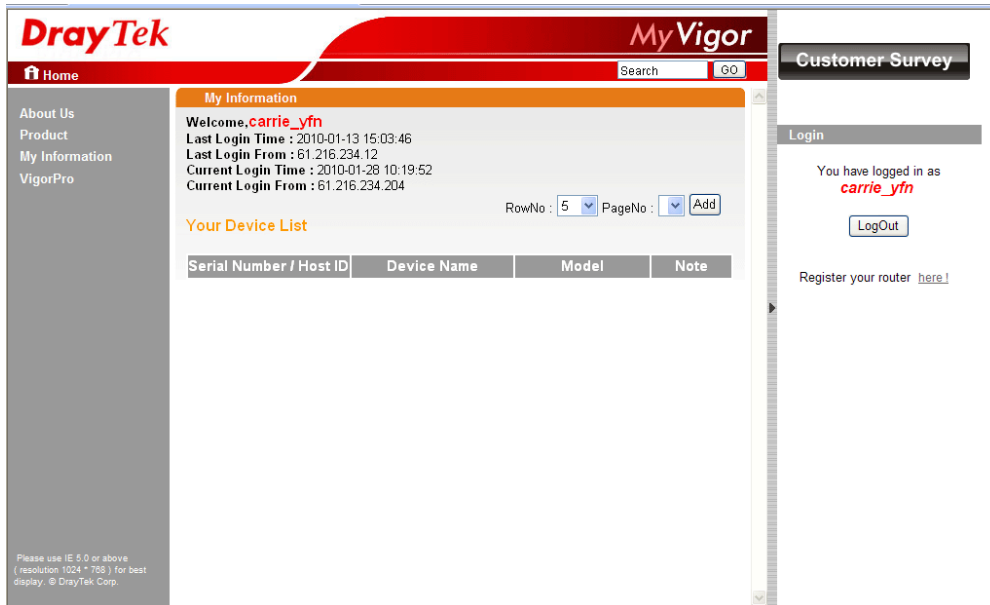 DrayTek
MyVigor
Home
Search GO
About Us
Product
My Information
VigorPro
My Information
Welcome,carrie_yfn
Last Login Time : 2010-01-13 15:03:46
Last Login From : 61.216.234.12
Current Login Time : 2010-01-28 10:19:52
Current Login From : 61.216.234.204
RowNo : 5 PageNo : Add
Your Device List
Serial Number / Host ID Device Name Model Note
Please use IE 5.0 or above
( resolution 1024 * 768 ) for best
display. © DrayTek Corp.
Customer Survey
Login
You have logged in as
carrie_yfn
LogOut
Register your router here !